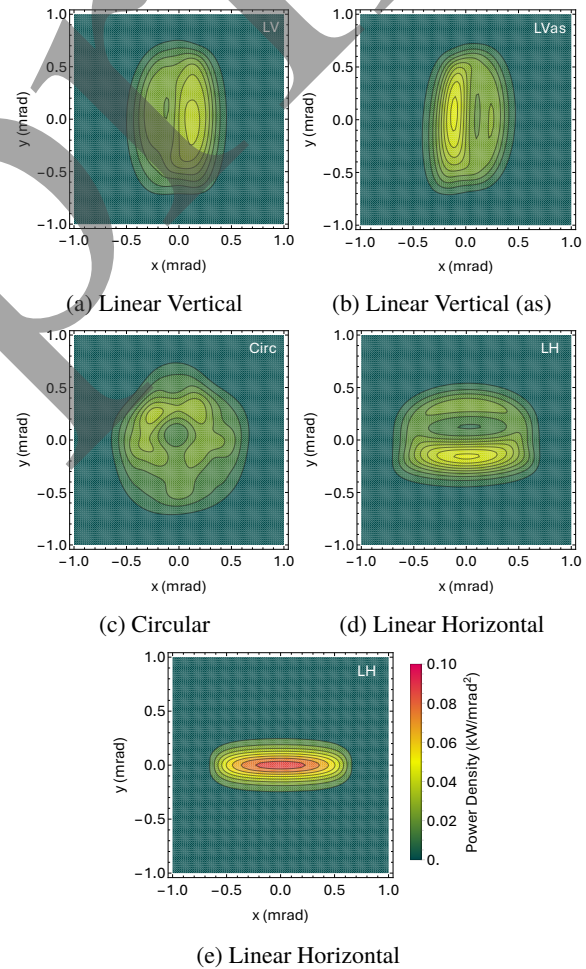 1.0
0.5
0.0
−0.5
−1.0
y (mrad)
LV
−1.0 −0.5 0.0 0.5 1.0
x (mrad)
(a) Linear Vertical
1.0
0.5
0.0
−0.5
−1.0
y (mrad)
LVas
−1.0 −0.5 0.0 0.5 1.0
x (mrad)
(b) Linear Vertical (as)
1.0
0.5
0.0
−0.5
−1.0
y (mrad)
Circ
−1.0 −0.5 0.0 0.5 1.0
x (mrad)
(c) Circular
1.0
0.5
0.0
−0.5
−1.0
y (mrad)
LH
−1.0 −0.5 0.0 0.5 1.0
x (mrad)
(d) Linear Horizontal
1.0
0.5
0.0
−0.5
−1.0
y (mrad)
LH
−1.0 −0.5 0.0 0.5 1.0
x (mrad)
0.10
0.08
0.06
0.04
0.02
0.
Power Density (kW/mrad²)
(e) Linear Horizontal